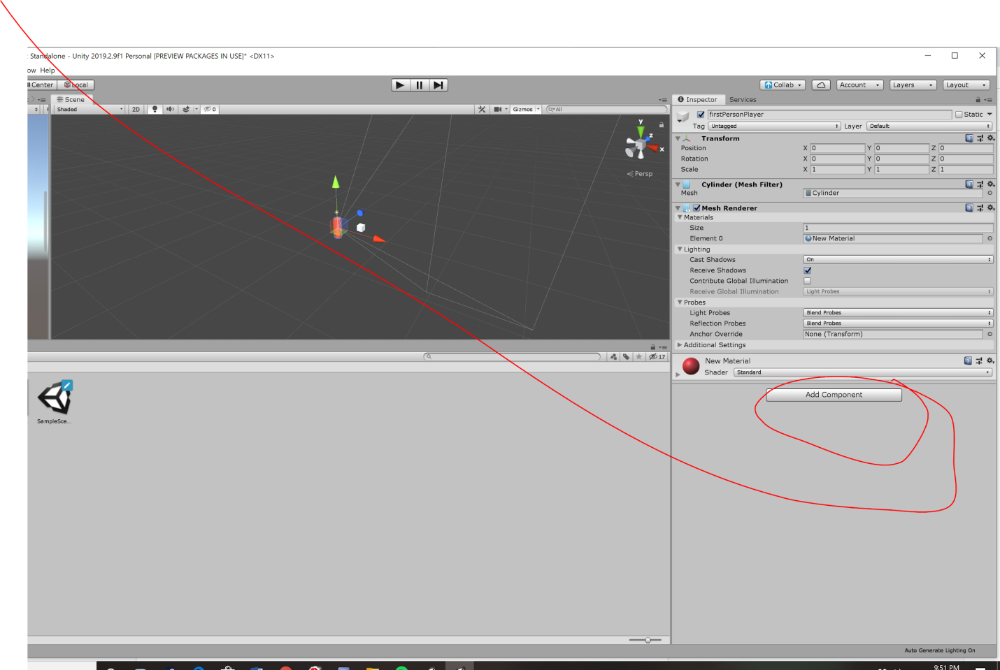 : Standalone - Unity 2019.2.9f1 Personal [PREVIEW PACKAGES IN USE]* <DX11>
ow Help
Center Local
Collab Account Layers Layout
# Scene
Inspector Services
Shaded 2D 0 Gizmos All
firstPersonPlayer Static
Tag Untagged Layer Default
y z x
Persp
Transform
Position X 0 Y 0 Z 0
Rotation X 0 Y 0 Z 0
Scale X 1 Y 1 Z 1
Cylinder (Mesh Filter)
Mesh Cylinder
Mesh Renderer
Materials
Size 1
Element 0 New Material
Lighting
Cast Shadows On
Receive Shadows
Contribute Global Illumination
Receive Global Illumination Light Probes
Probes
Light Probes Blend Probes
Reflection Probes Blend Probes
Anchor Override None (Transform)
Additional Settings
17
New Material
Shader Standard
Add Component
SampleSce...
Auto Generate Lighting On
9:51 PM